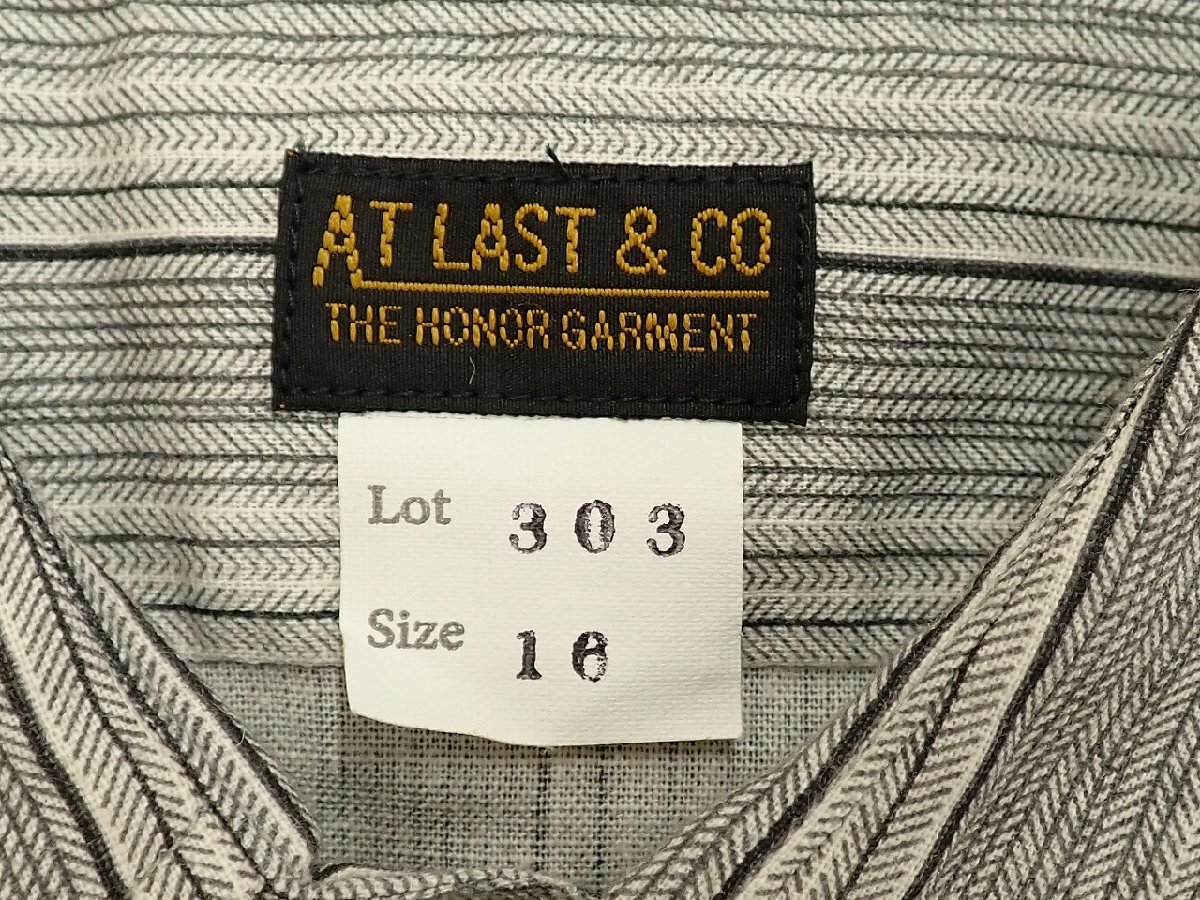 AT LAST & CO
THE HONOR GARMENT
Lot 303
Size 16